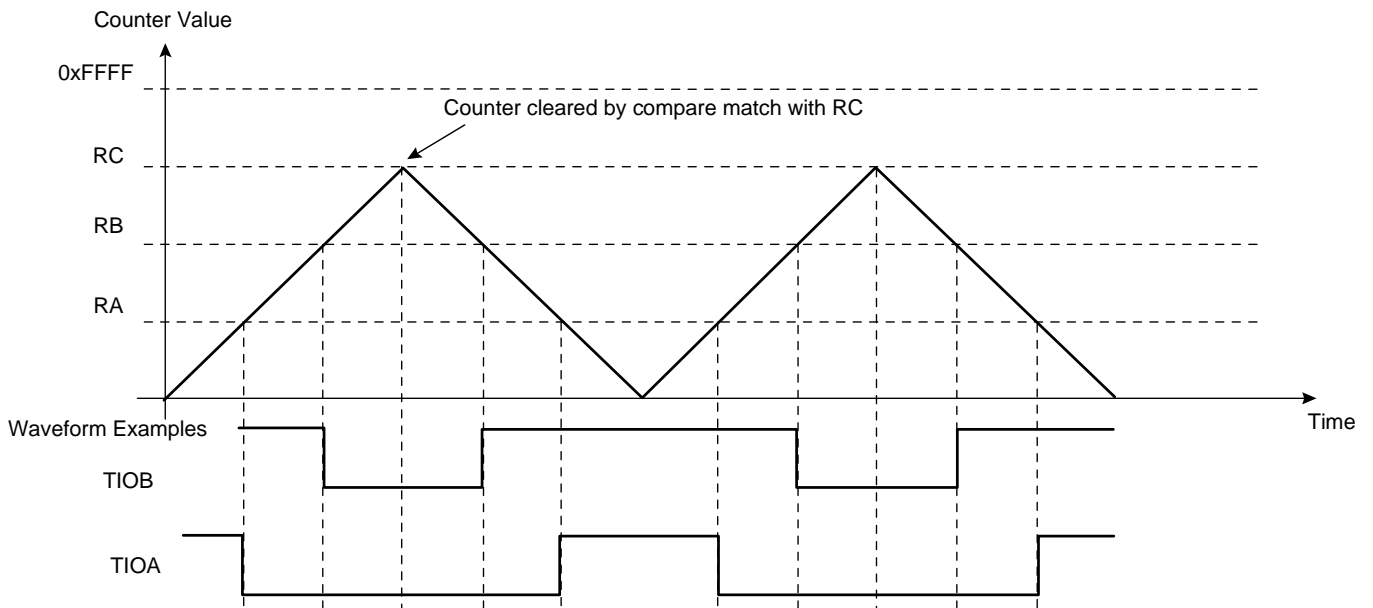 Counter Value
0xFFFF
Counter cleared by compare match with RC
RC
RB
RA
Time
Waveform Examples
TIOB
TIOA